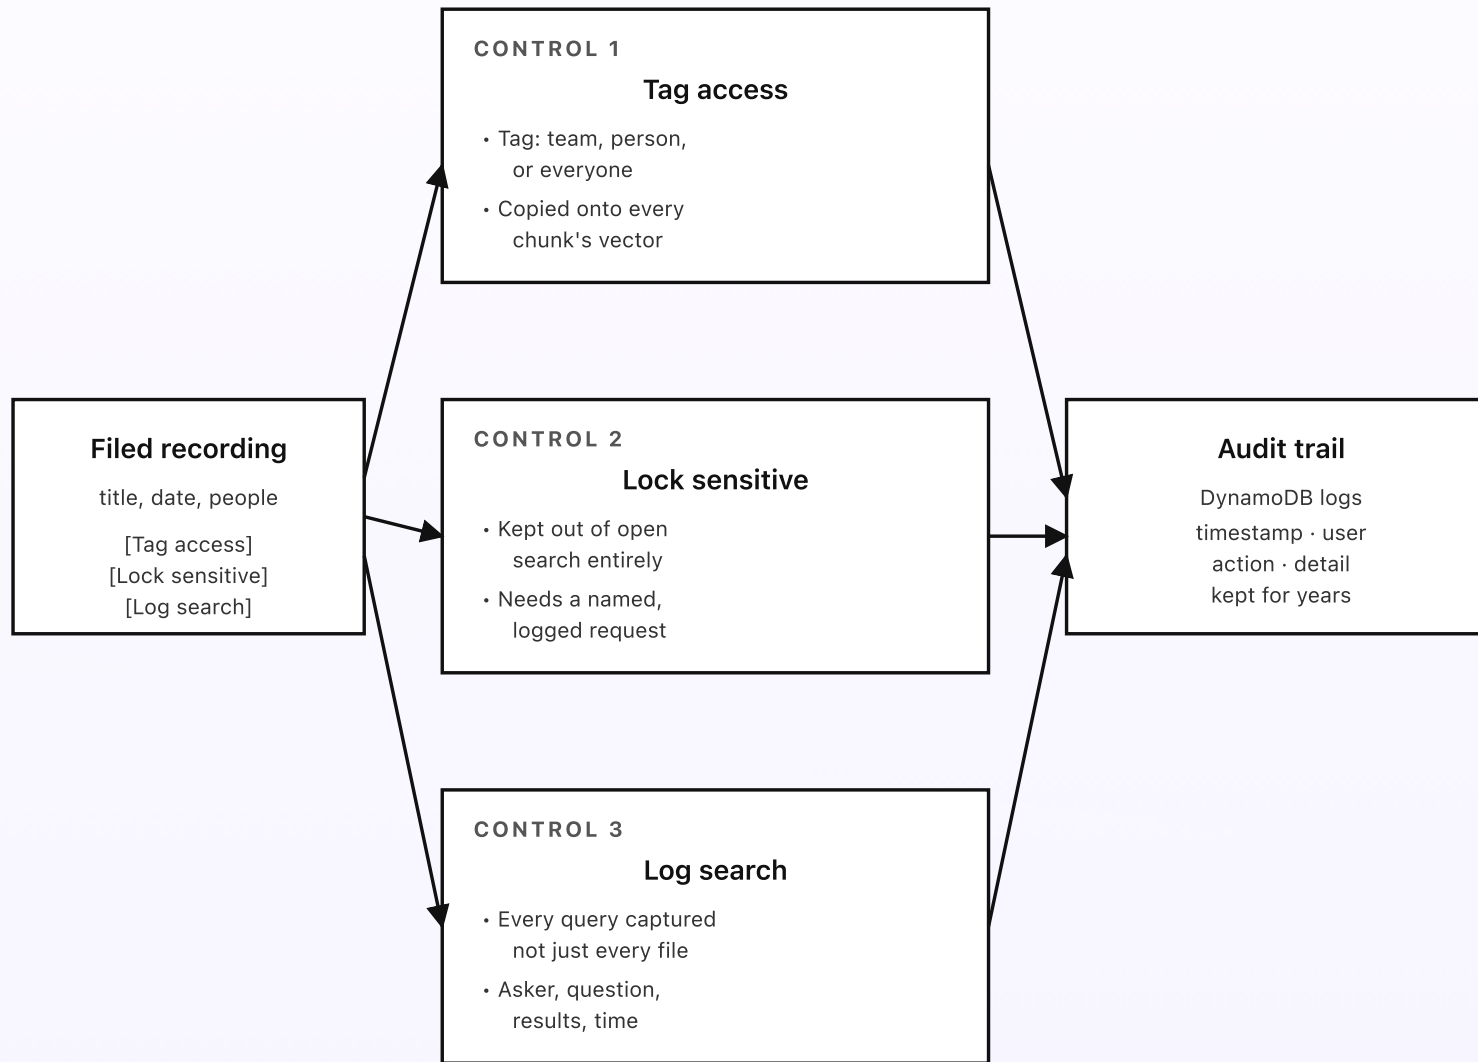 CONTROL 1
Tag access
• Tag: team, person,
or everyone
• Copied onto every
chunk's vector
Filed recording
title, date, people
[Tag access]
[Lock sensitive]
[Log search]
CONTROL 2
Lock sensitive
• Kept out of open
search entirely
• Needs a named,
logged request
Audit trail
DynamoDB logs
timestamp · user
action · detail
kept for years
CONTROL 3
Log search
• Every query captured
not just every file
• Asker, question,
results, time